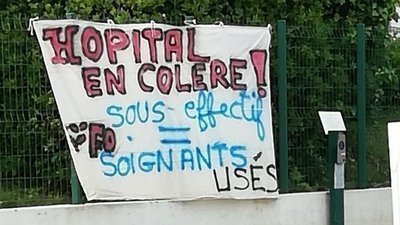 HOPITAL
EN COLERE!
SOUS-effectif
FO. =
SOIGNANTS
USÉS